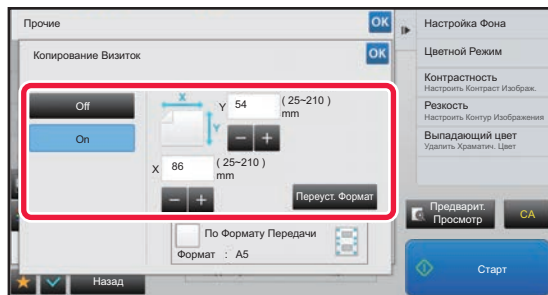 Прочие
OK
Копирование Визиток
OK
Off
On
X
Y
Y 54 ( 25~210 )
mm
X 86 ( 25~210 )
mm
Переуст. Формат
По Формату Передачи
Формат : A5
Назад
Настройка Фона
Цветной Режим
Контрастность
Настроить Контраст Изображ.
Резкость
Настроить Контур Изображения
Выпадающий цвет
Удалить Храматич. Цвет
Предварит.
Просмотр
CA
Старт